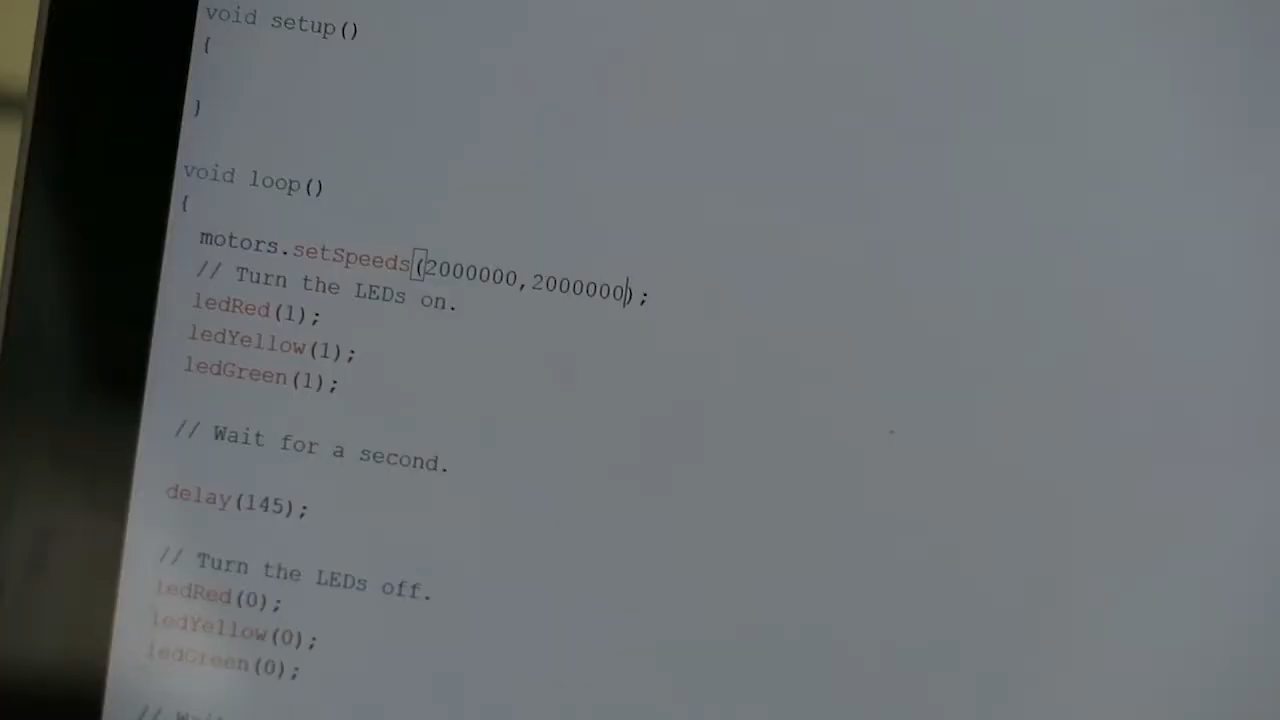 void setup()
{
}
void loop()
{
motors.setSpeeds(2000000,2000000);
// Turn the LEDs on.
ledRed(1);
ledYellow(1);
ledGreen(1);
// Wait for a second.
delay(145);
// Turn the LEDs off.
ledRed(0);
ledYellow(0);
ledGreen(0);
//